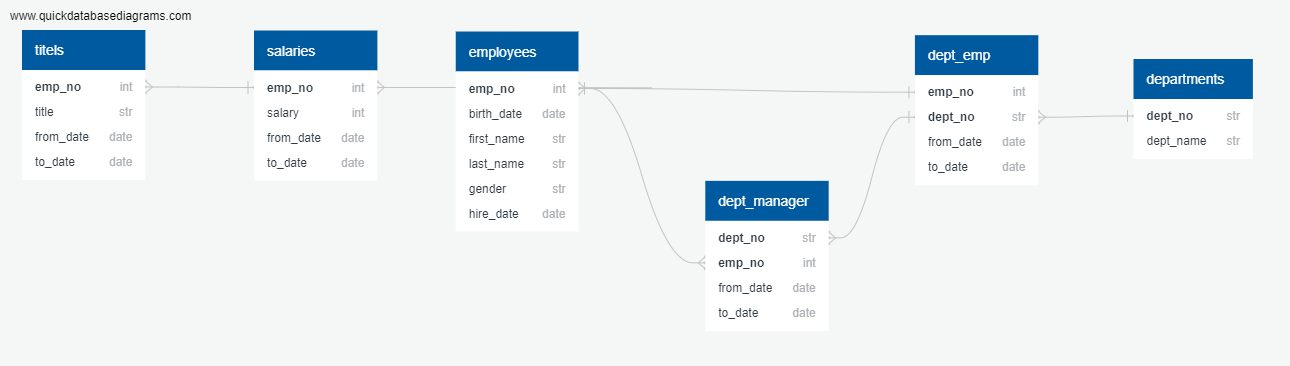 www.quickdatabasediagrams.com
titels
emp_no int
title str
from_date date
to_date date
salaries
emp_no int
salary int
from_date date
to_date date
employees
emp_no int
birth_date date
first_name str
last_name str
gender str
hire_date date
dept_manager
dept_no str
emp_no int
from_date date
to_date date
dept_emp
emp_no int
dept_no str
from_date date
to_date date
departments
dept_no str
dept_name str